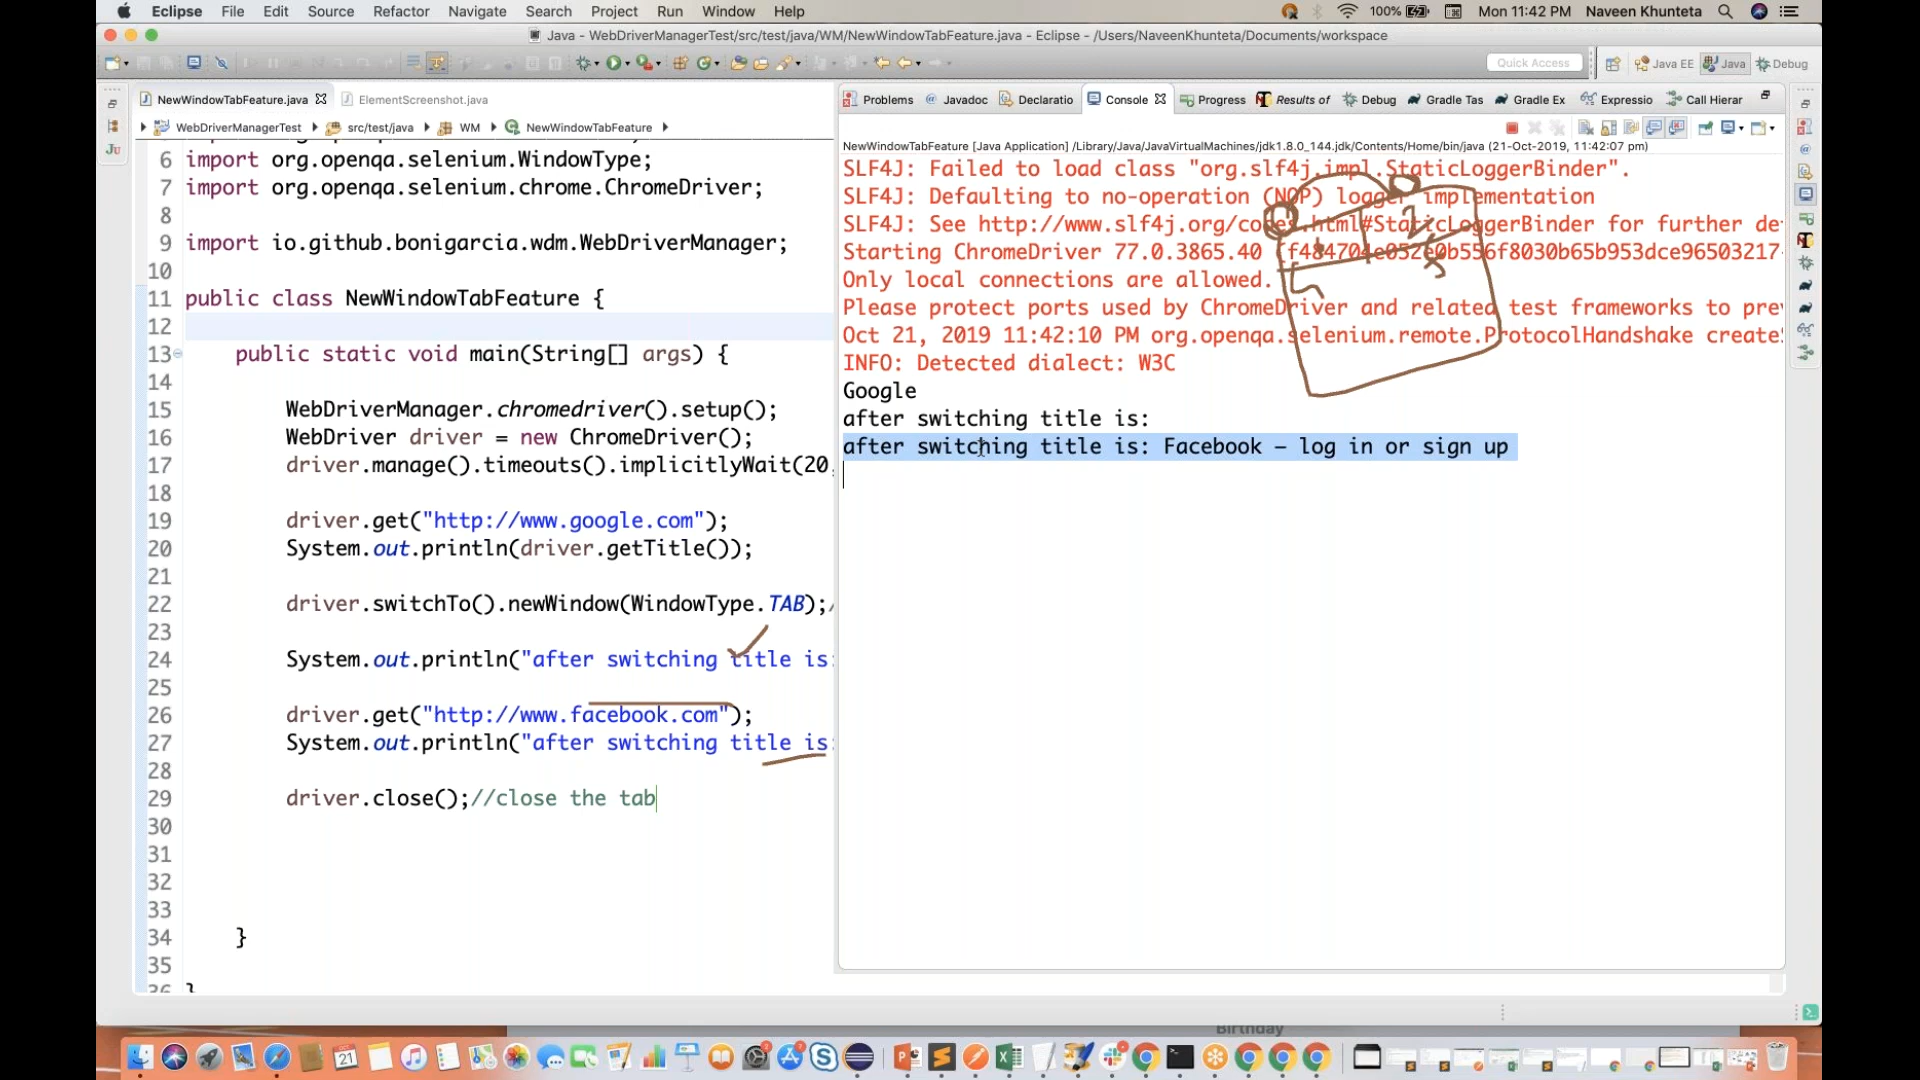 Eclipse File Edit Source Refactor Navigate Search Project Run Window Help 100% Mon 11:42 PM Naveen Khunteta
Java - WebDriverManagerTest/src/test/java/WM/NewWindowTabFeature.java - Eclipse - /Users/NaveenKhunteta/Documents/workspace
Quick Access Java EE Java Debug
NewWindowTabFeature.java ElementScreenshot.java
Problems Javadoc Declaratio Console Progress Results of Debug Gradle Tas Gradle Ex Expressio Call Hierar
WebDriverManagerTest src/test/java WM NewWindowTabFeature
NewWindowTabFeature [Java Application] /Library/Java/JavaVirtualMachines/jdk1.8.0_144.jdk/Contents/Home/bin/java (21-Oct-2019, 11:42:07 pm)
6 import org.openqa.selenium.WindowType;
7 import org.openqa.selenium.chrome.ChromeDriver;
8
9 import io.github.bonigarcia.wdm.WebDriverManager;
10
11 public class NewWindowTabFeature {
12
13 public static void main(String[] args) {
14
15 WebDriverManager.chromedriver().setup();
16 WebDriver driver = new ChromeDriver();
17 driver.manage().timeouts().implicitlyWait(20,
18
19 driver.get("http://www.google.com");
20 System.out.println(driver.getTitle());
21
22 driver.switchTo().newWindow(WindowType.TAB);/
23
24 System.out.println("after switching title is:
25
26 driver.get("http://www.facebook.com");
27 System.out.println("after switching title is:
28
29 driver.close();//close the tab
30
31
32
33
34 }
35
36 }
SLF4J: Failed to load class "org.slf4j.impl.StaticLoggerBinder".
SLF4J: Defaulting to no-operation (NOP) logger implementation
SLF4J: See http://www.slf4j.org/codes.html#StaticLoggerBinder for further de
Starting ChromeDriver 77.0.3865.40
Only local connections are allowed.
Please protect ports used by ChromeDriver and related test frameworks to pre
Oct 21, 2019 11:42:10 PM org.openqa.selenium.remote.ProtocolHandshake create
INFO: Detected dialect: W3C
Google
after switching title is:
after switching title is: Facebook – log in or sign up
Birthday